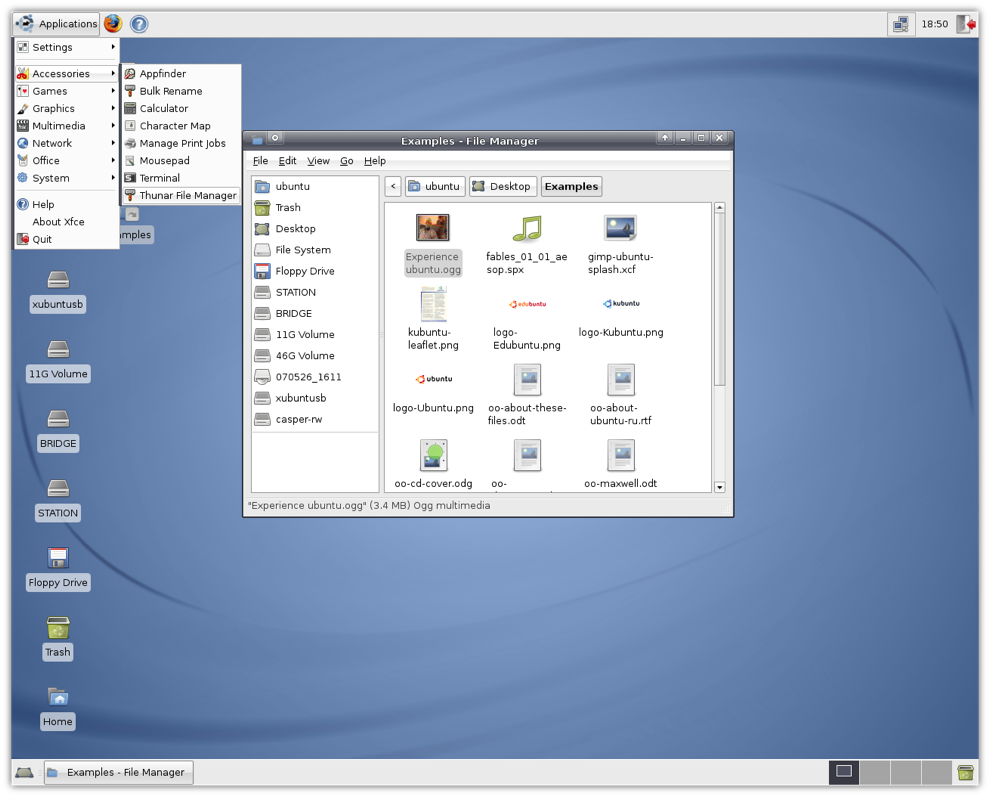 Applications
18:50
Settings
Accessories
Games
Graphics
Multimedia
Network
Office
System
Help
About Xfce
Quit
Appfinder
Bulk Rename
Calculator
Character Map
Manage Print Jobs
Mousepad
Terminal
Thunar File Manager
mples
xubuntusb
11G Volume
BRIDGE
STATION
Floppy Drive
Trash
Home
Examples - File Manager
File Edit View Go Help
ubuntu
Trash
Desktop
File System
Floppy Drive
STATION
BRIDGE
11G Volume
46G Volume
070526_1611
xubuntusb
casper-rw
< ubuntu Desktop Examples
Experience
ubuntu.ogg
fables_01_01_ae
sop.spx
gimp-ubuntu-
splash.xcf
kubuntu-
leaflet.png
edubuntu
logo-
Edubuntu.png
kubuntu
logo-Kubuntu.png
ubuntu
logo-Ubuntu.png
oo-about-these-
files.odt
oo-about-
ubuntu-ru.rtf
oo-cd-cover.odg
oo-
oo-maxwell.odt
"Experience ubuntu.ogg" (3.4 MB) Ogg multimedia
Examples - File Manager